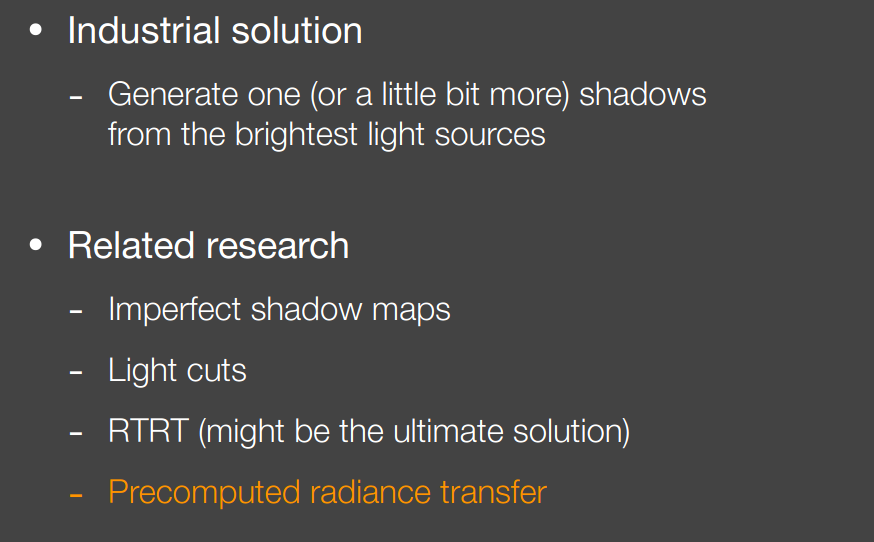 • Industrial solution
- Generate one (or a little bit more) shadows
from the brightest light sources
• Related research
- Imperfect shadow maps
- Light cuts
- RTRT (might be the ultimate solution)
- Precomputed radiance transfer